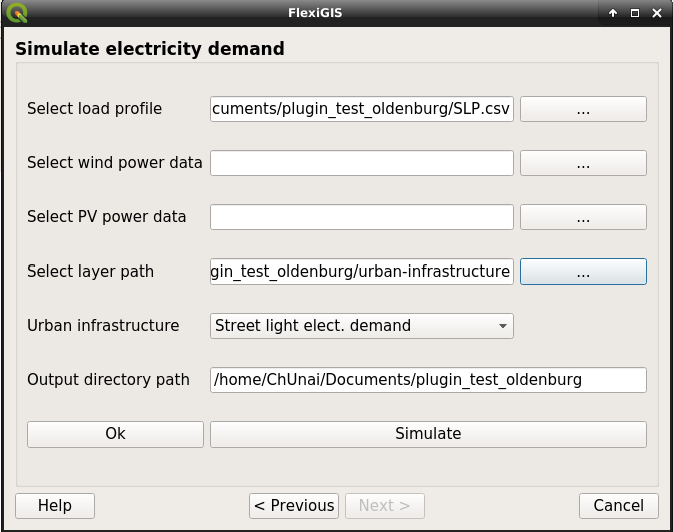 FlexiGIS
Simulate electricity demand
Select load profile cuments/plugin_test_oldenburg/SLP.csv ...
Select wind power data ...
Select PV power data ...
Select layer path gin_test_oldenburg/urban-infrastructure ...
Urban infrastructure Street light elect. demand
Output directory path /home/ChUnai/Documents/plugin_test_oldenburg
Ok Simulate
Help < Previous Next > Cancel